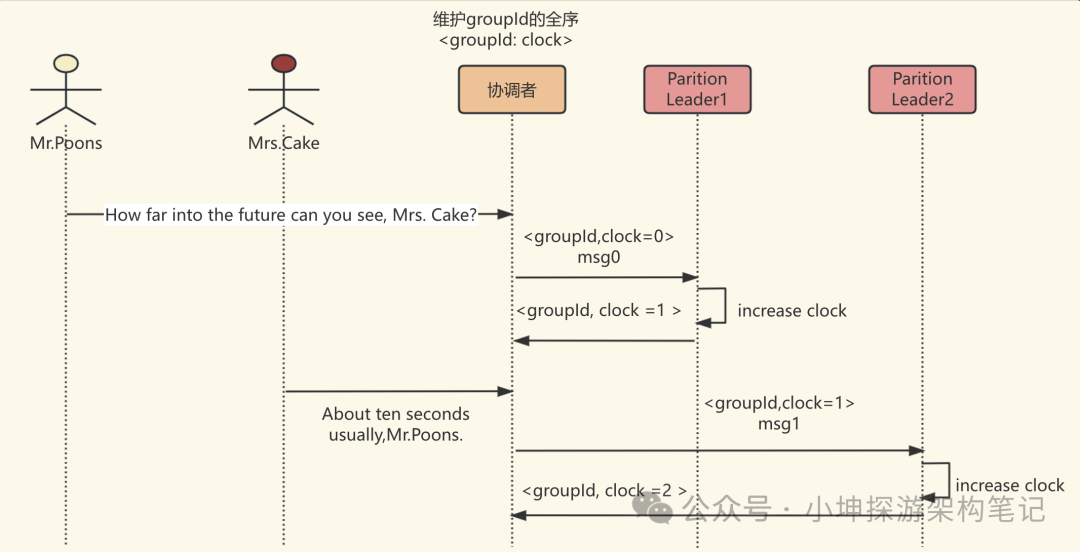 维护groupId的全序
<groupId: clock>
Mr.Poons
Mrs.Cake
协调者
Parition
Leader1
Parition
Leader2
How far into the future can you see, Mrs. Cake?
<groupId,clock=0>
msg0
increase clock
<groupId, clock =1 >
About ten seconds
usually,Mr.Poons.
<groupId,clock=1>
msg1
increase clock
<groupId, clock =2 >
公众号 · 小坤探游架构笔记